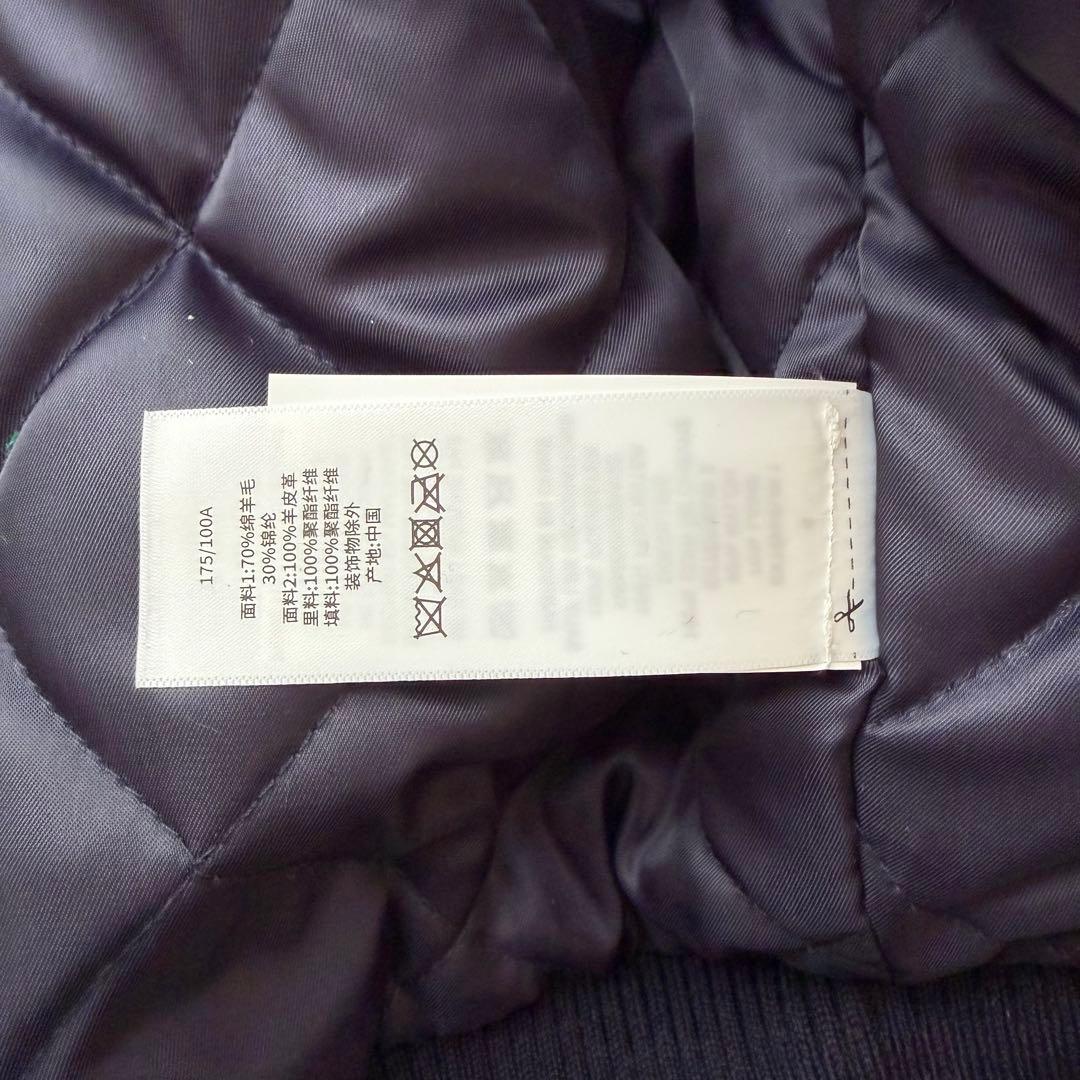 175/100A
面料1:70%绵羊毛
30%锦纶
面料2:100%羊皮革
里料:100%聚酯纤维
填料:100%聚酯纤维
装饰物除外
产地:中国